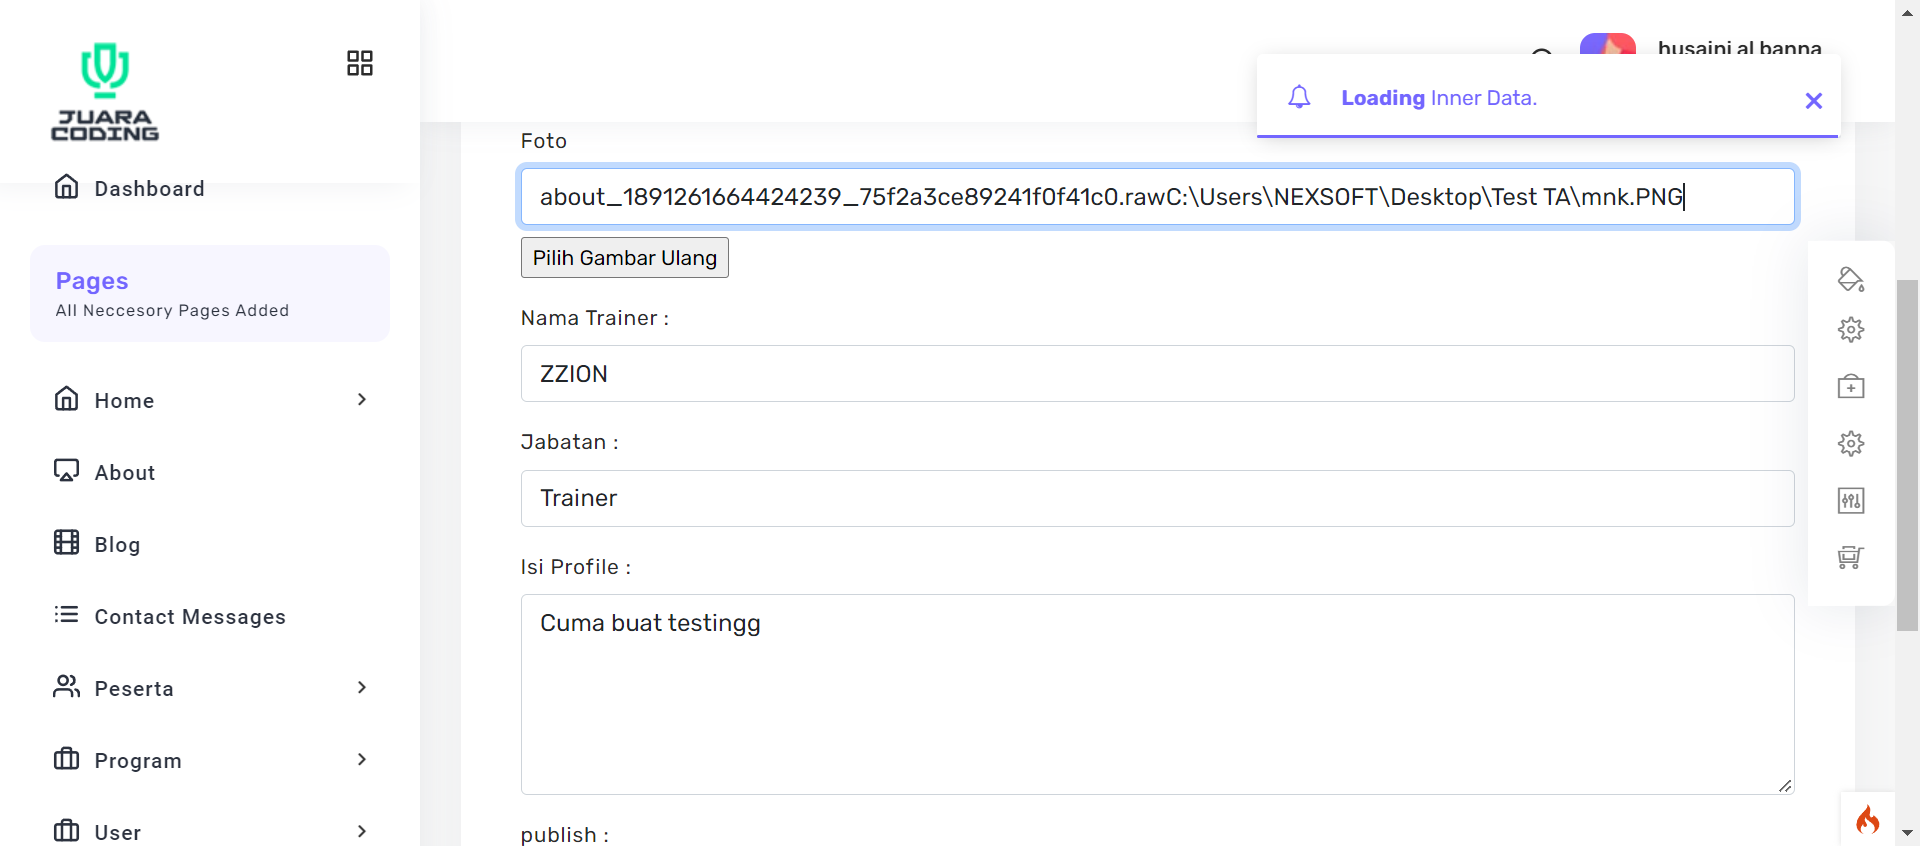 JUARA
CODING
husaini al banna
Loading Inner Data.
Dashboard
Pages
All Neccesory Pages Added
Home
About
Blog
Contact Messages
Peserta
Program
User
Foto
about_1891261664424239_75f2a3ce89241f0f41c0.rawC:\Users\NEXSOFT\Desktop\Test TA\mnk.PNG
Pilih Gambar Ulang
Nama Trainer :
ZZION
Jabatan :
Trainer
Isi Profile :
Cuma buat testingg
publish :